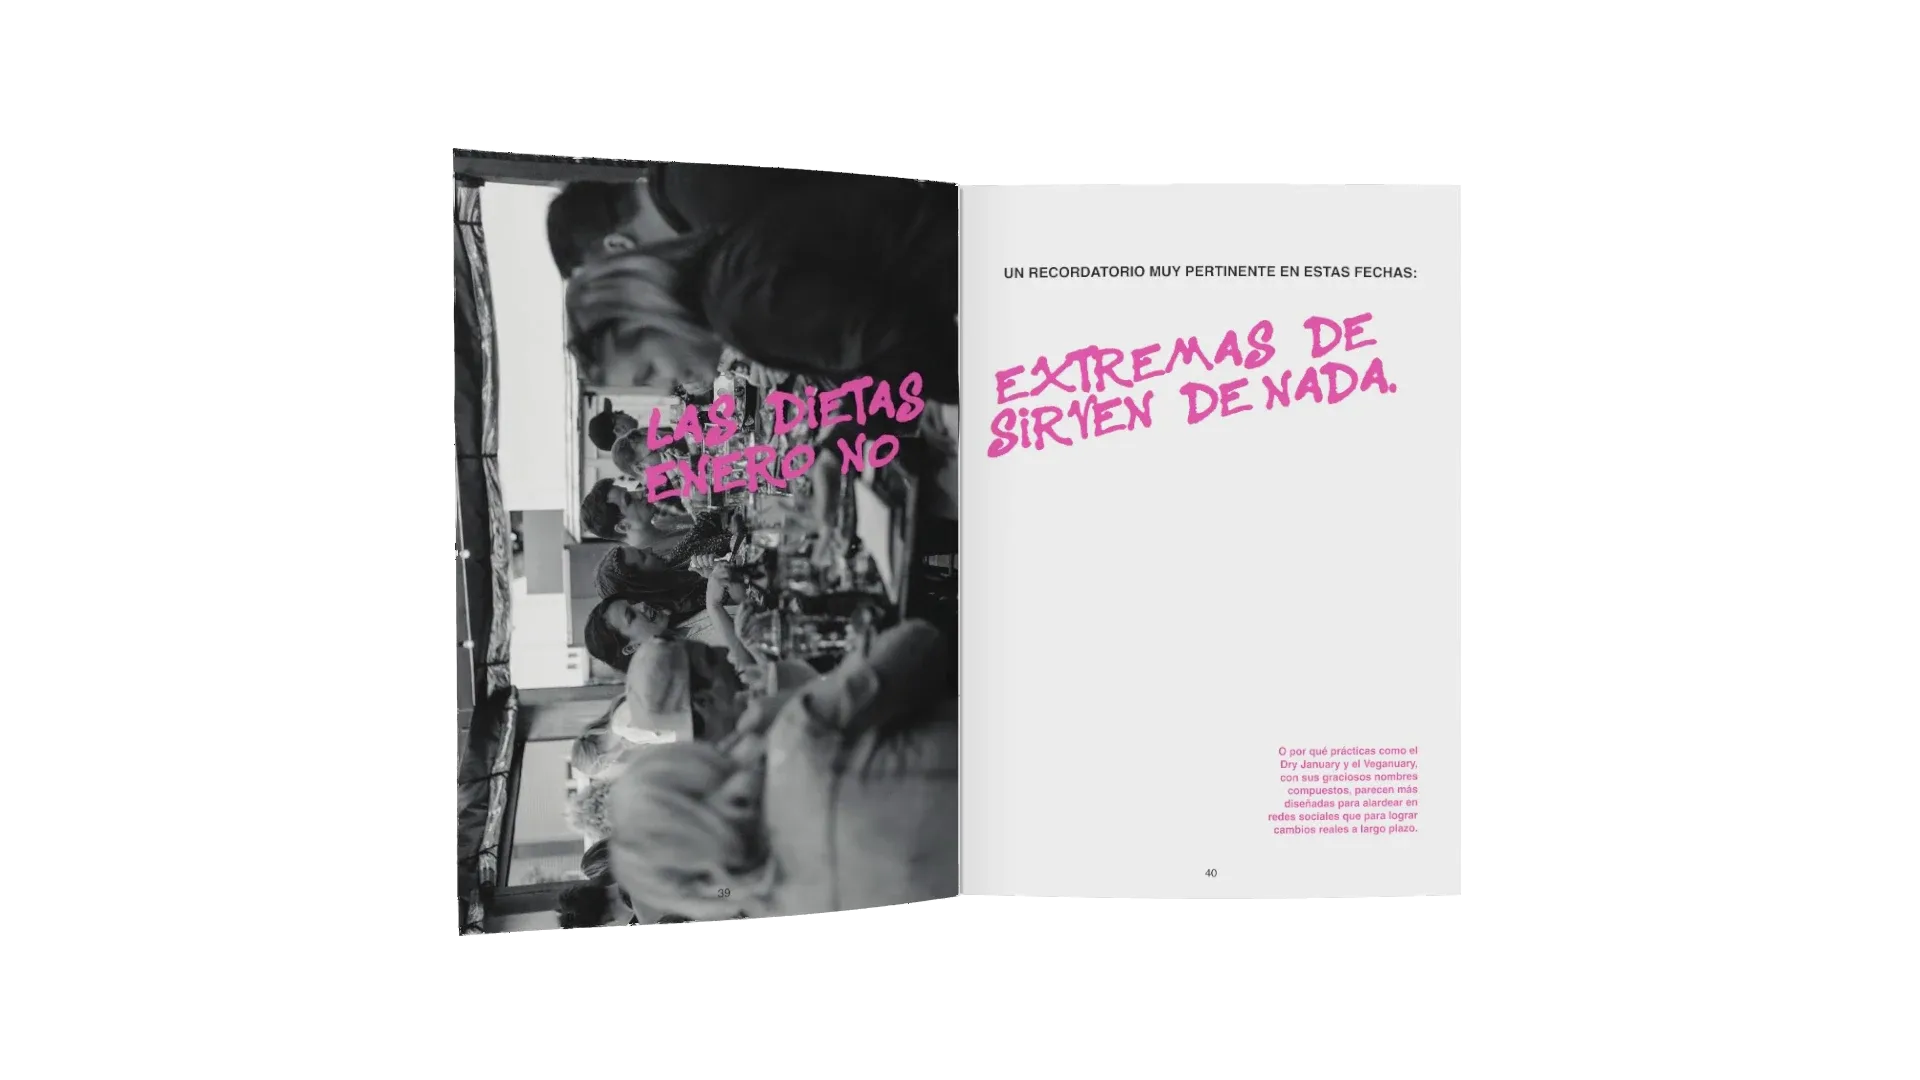 UN RECORDATORIO MUY PERTINENTE EN ESTAS FECHAS:
LAS DIETAS EXTREMAS DE
ENERO NO SIRVEN DE NADA.
O por qué prácticas como el
Dry January y el Veganuary,
con sus graciosos nombres
compuestos, parecen más
diseñadas para alardear en
redes sociales que para lograr
cambios reales a largo plazo.
39
40